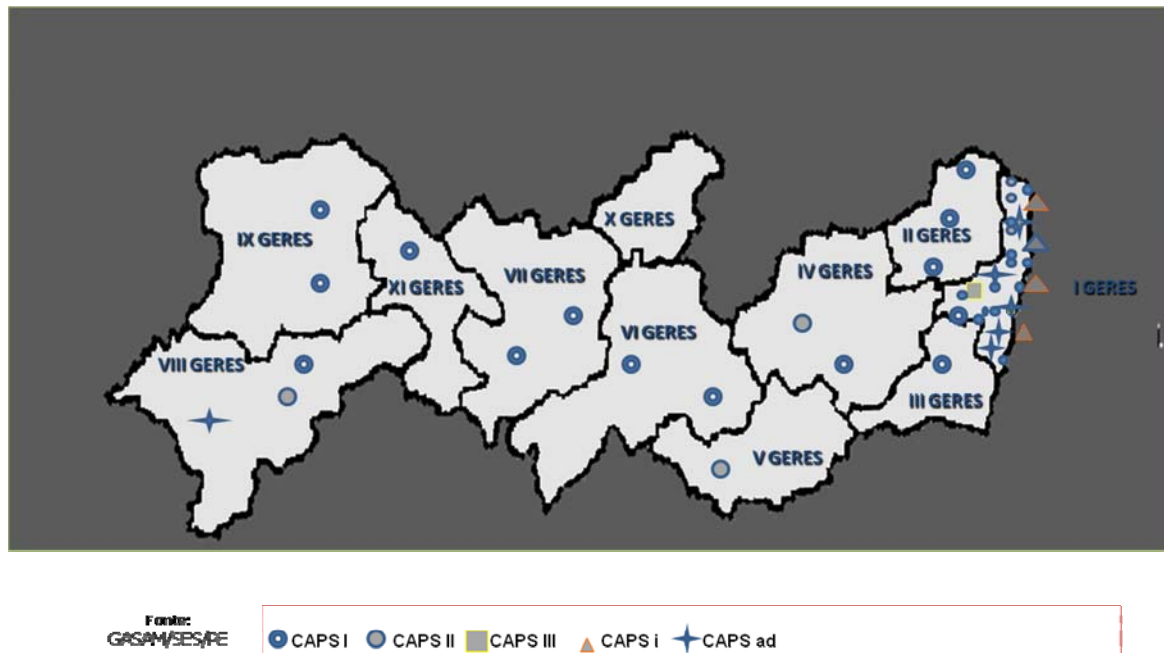 X GERES
II GERES
IX GERES
IV GERES
VII GERES
XI GERES
I GERES
VI GERES
VIII GERES
III GERES
V GERES
Fonte:
GASAM/SES/PE
CAPS I CAPS II CAPS III CAPS i CAPS ad